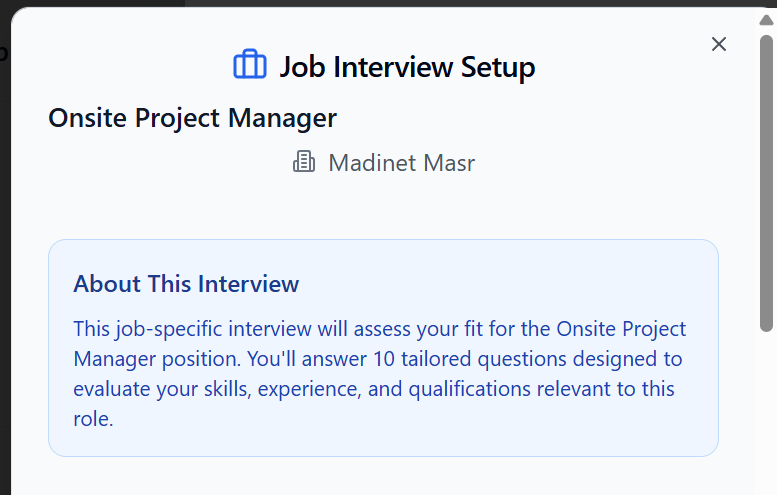 Job Interview Setup
Onsite Project Manager
Madinet Masr
About This Interview
This job-specific interview will assess your fit for the Onsite Project
Manager position. You'll answer 10 tailored questions designed to
evaluate your skills, experience, and qualifications relevant to this
role.